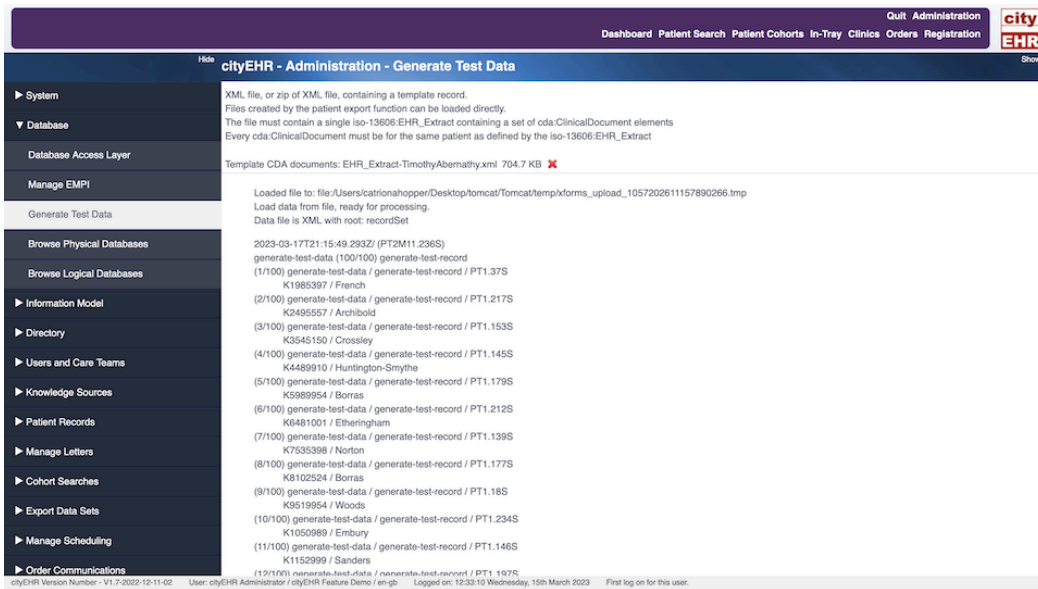 Quit Administration
Dashboard Patient Search Patient Cohorts In-Tray Clinics Orders Registration
city
EHR
Hide
cityEHR - Administration - Generate Test Data
Show
▶ System
▼ Database
Database Access Layer
Manage EMPI
Generate Test Data
Browse Physical Databases
Browse Logical Databases
▶ Information Model
▶ Directory
▶ Users and Care Teams
▶ Knowledge Sources
▶ Patient Records
▶ Manage Letters
▶ Cohort Searches
▶ Export Data Sets
▶ Manage Scheduling
▶ Order Communications
XML file, or zip of XML file, containing a template record.
Files created by the patient export function can be loaded directly.
The file must contain a single iso-13606:EHR_Extract containing a set of cda:ClinicalDocument elements
Every cda:ClinicalDocument must be for the same patient as defined by the iso-13606:EHR_Extract
Template CDA documents: EHR_Extract-TimothyAbernathy.xml 704.7 KB
Loaded file to: file:/Users/catrionahopper/Desktop/tomcat/Tomcat/temp/xforms_upload_1057202611157890266.tmp
Load data from file, ready for processing.
Data file is XML with root: recordSet
2023-03-17T21:15:49.293Z/ (PT2M11.236S)
generate-test-data (100/100) generate-test-record
(1/100) generate-test-data / generate-test-record / PT1.37S
K1985397 / French
(2/100) generate-test-data / generate-test-record / PT1.217S
K2495557 / Archibold
(3/100) generate-test-data / generate-test-record / PT1.153S
K3545150 / Crossley
(4/100) generate-test-data / generate-test-record / PT1.145S
K4489910 / Huntington-Smythe
(5/100) generate-test-data / generate-test-record / PT1.179S
K5989954 / Borras
(6/100) generate-test-data / generate-test-record / PT1.212S
K6481001 / Etheringham
(7/100) generate-test-data / generate-test-record / PT1.139S
K7535398 / Norton
(8/100) generate-test-data / generate-test-record / PT1.177S
K8102524 / Borras
(9/100) generate-test-data / generate-test-record / PT1.18S
K9519954 / Woods
(10/100) generate-test-data / generate-test-record / PT1.234S
K1050989 / Embury
(11/100) generate-test-data / generate-test-record / PT1.146S
K1152999 / Sanders
(12/100) generate-test-data / generate-test-record / PT1.197S
cityEHR Version Number - V1.7-2022-12-11-02 User: cityEHR Administrator / cityEHR Feature Demo / en-gb Logged on: 12:33:10 Wednesday, 15th March 2023 First log on for this user.